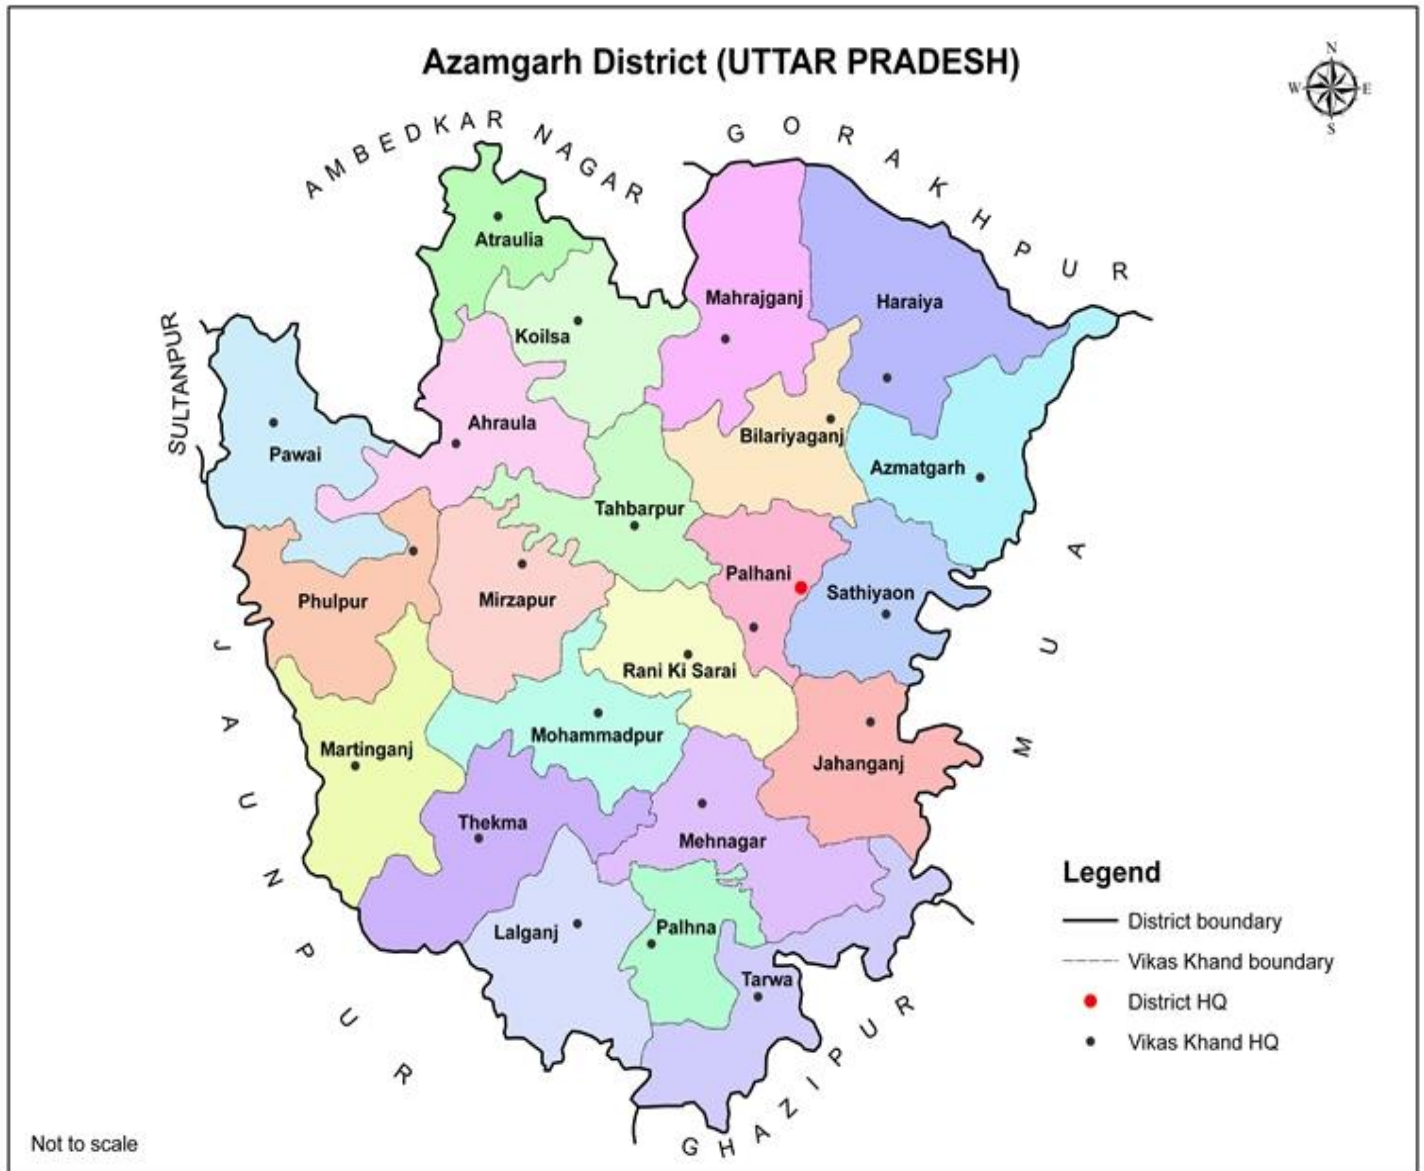 Azamgarh District (UTTAR PRADESH)
N
W E
S
AMBEDKAR NAGAR
GORAKHPUR
Atraulia
Mahrajganj
Haraiya
Koilsa
SULTANPUR
Ahraula
Bilariyaganj
Pawai
Azmatgarh
Tahbarpur
Palhani
Sathiyaon
Phulpur
Mirzapur
MUA
Rani Ki Sarai
Mohammadpur
Martinganj
Jahanganj
JAUNPUR
Thekma
Mehnagar
Lalganj
Palhna
Tarwa
GHAZIPUR
Legend
District boundary
Vikas Khand boundary
District HQ
Vikas Khand HQ
Not to scale